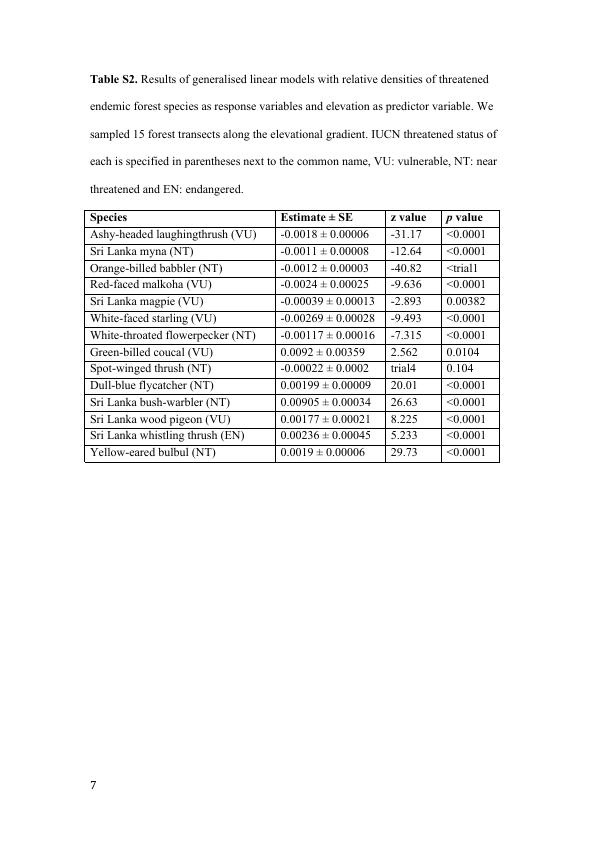 Table S2. Results of generalised linear models with relative densities of threatened
endemic forest species as response variables and elevation as predictor variable. We
sampled 15 forest transects along the elevational gradient. IUCN threatened status of
each is specified in parentheses next to the common name, VU: vulnerable, NT: near
threatened and EN: endangered.
Species Estimate ± SE z value p value
Ashy-headed laughingthrush (VU) -0.0018 ± 0.00006 -31.17 <0.0001
Sri Lanka myna (NT) -0.0011 ± 0.00008 -12.64 <0.0001
Orange-billed babbler (NT) -0.0012 ± 0.00003 -40.82 <trial1
Red-faced malkoha (VU) -0.0024 ± 0.00025 -9.636 <0.0001
Sri Lanka magpie (VU) -0.00039 ± 0.00013 -2.893 0.00382
White-faced starling (VU) -0.00269 ± 0.00028 -9.493 <0.0001
White-throated flowerpecker (NT) -0.00117 ± 0.00016 -7.315 <0.0001
Green-billed coucal (VU) 0.0092 ± 0.00359 2.562 0.0104
Spot-winged thrush (NT) -0.00022 ± 0.0002 trial4 0.104
Dull-blue flycatcher (NT) 0.00199 ± 0.00009 20.01 <0.0001
Sri Lanka bush-warbler (NT) 0.00905 ± 0.00034 26.63 <0.0001
Sri Lanka wood pigeon (VU) 0.00177 ± 0.00021 8.225 <0.0001
Sri Lanka whistling thrush (EN) 0.00236 ± 0.00045 5.233 <0.0001
Yellow-eared bulbul (NT) 0.0019 ± 0.00006 29.73 <0.0001
7